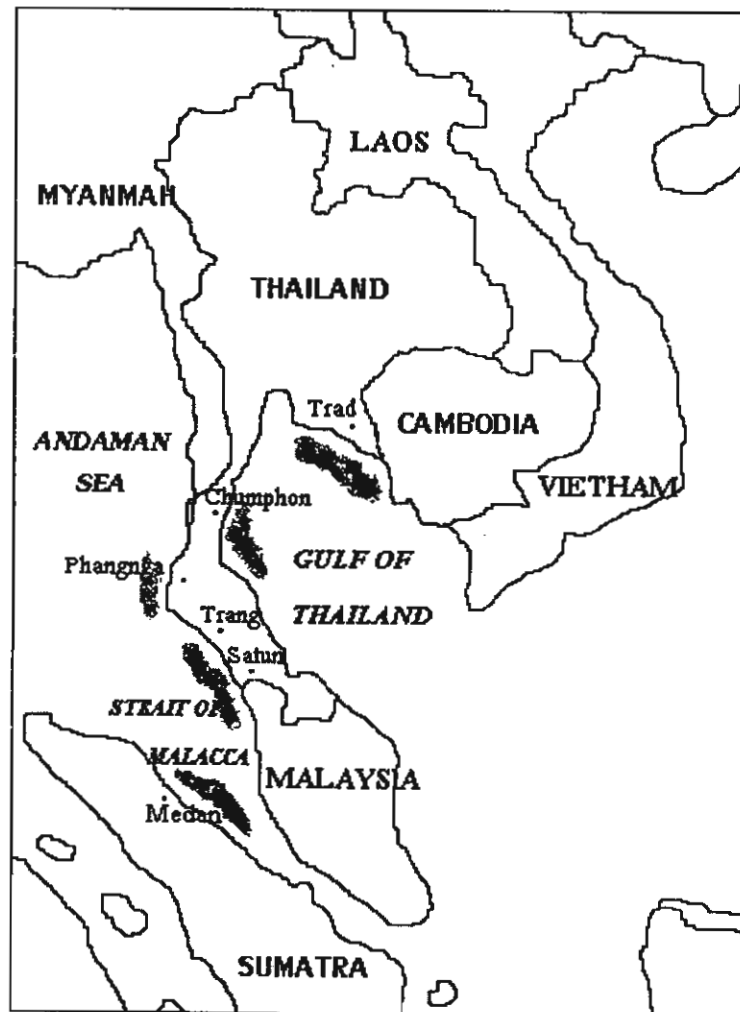 LAOS
MYANMAH
THAILAND
Trad
CAMBODIA
ANDAMAN
SEA
VIETHAM
Chumphon
GULF OF
Phangnga
THAILAND
Trang
Satun
STRAIT OF
MALACCA
MALAYSIA
Medan
SUMATRA